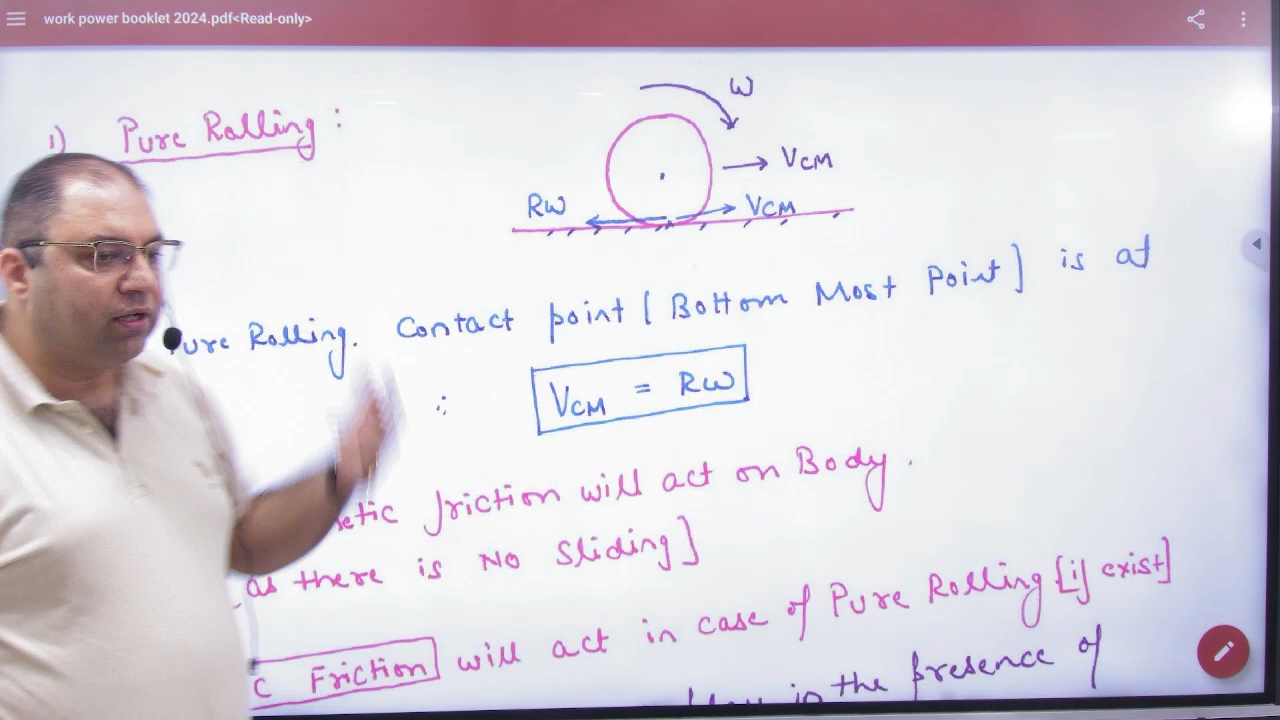 work power booklet 2024.pdf<Read-only>
1) Pure Rolling :
ω
VCM
Rω
VCM
Pure Rolling. Contact point [Bottom Most Point] is at
∴ VCM = Rω
netic friction will act on Body.
as there is No Sliding]
c Friction will act in case of Pure Rolling [if exist]
in the presence of